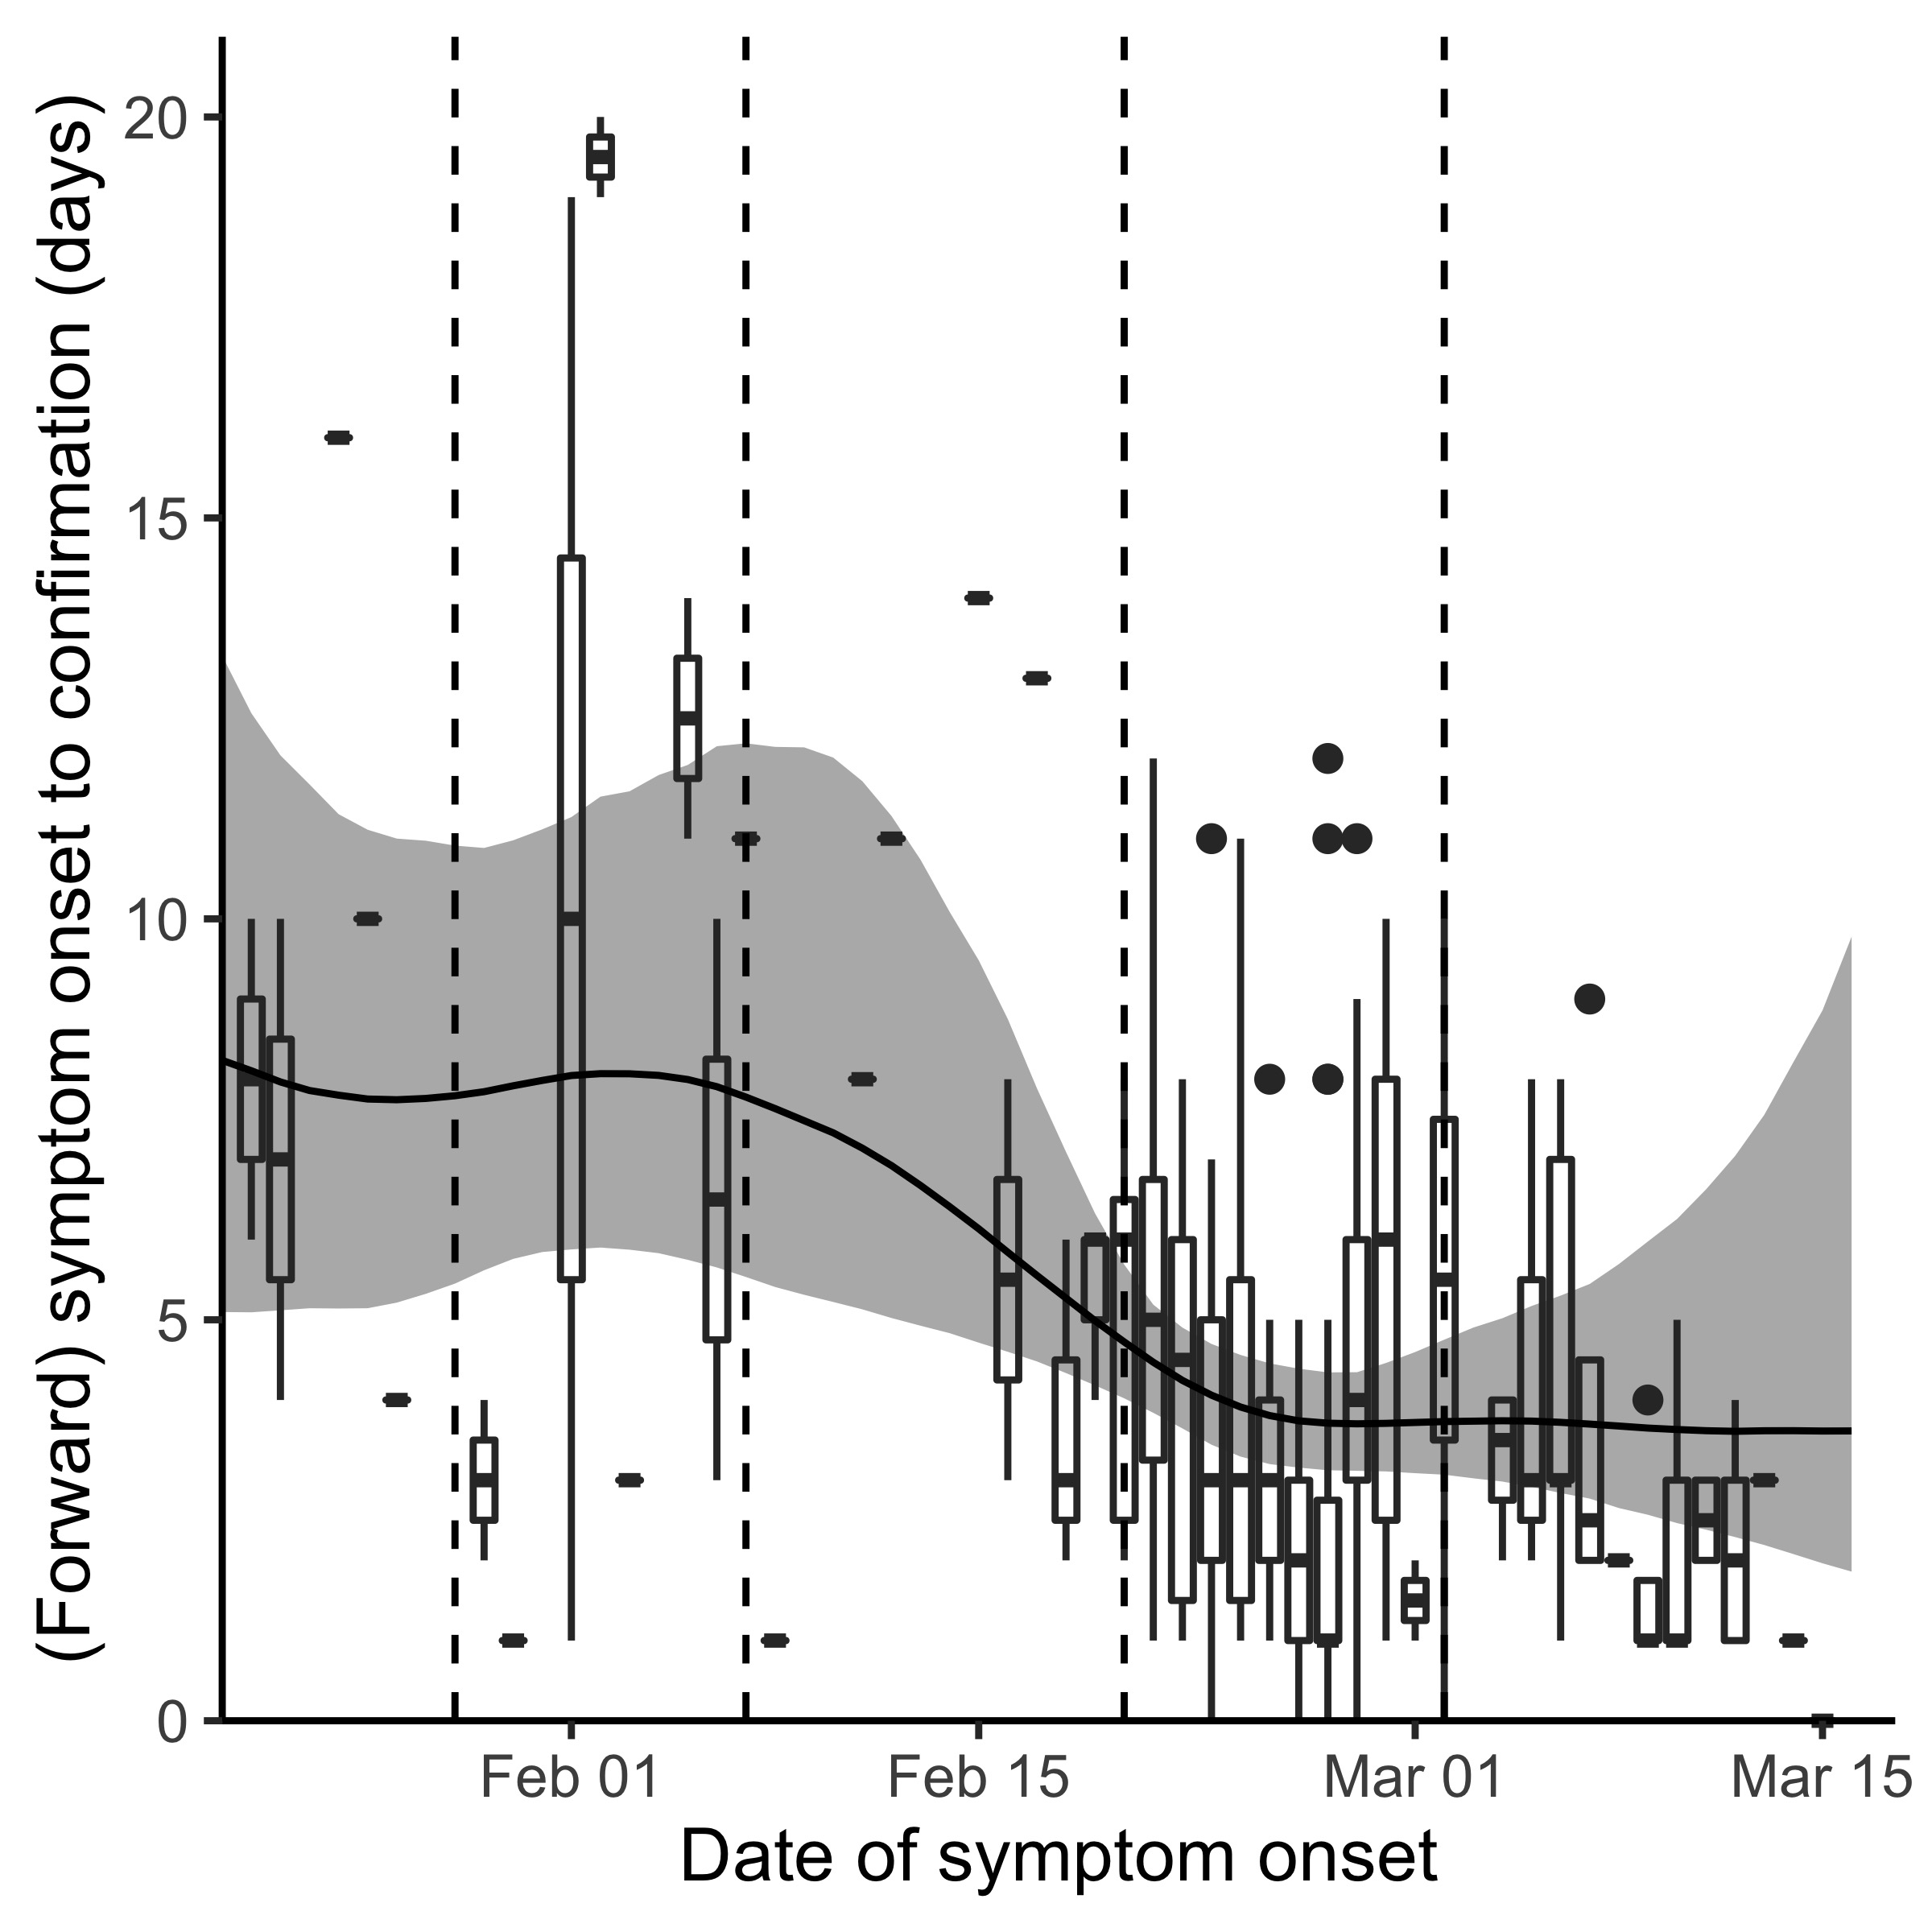 (Forward) symptom onset to confirmation (days)
20
15
10
5
0
Feb 01
Feb 15
Mar 01
Mar 15
Date of symptom onset